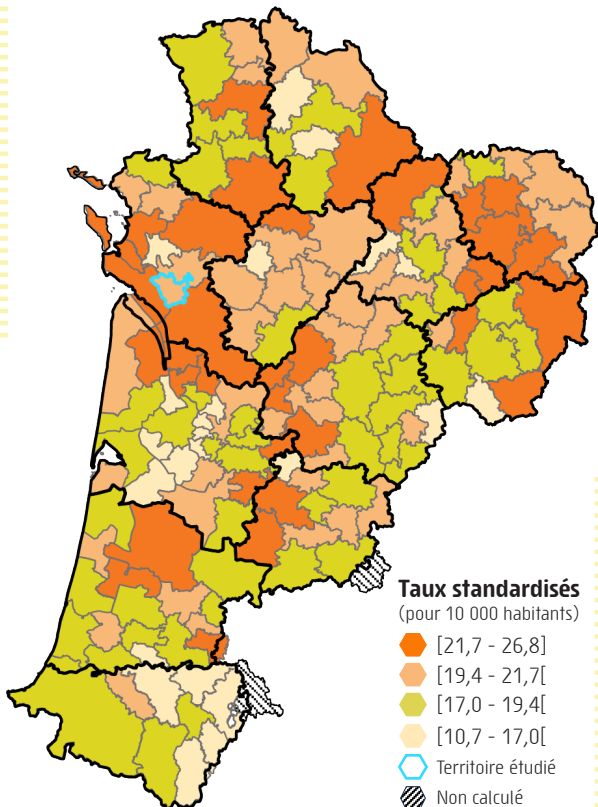 Taux standardisés
(pour 10 000 habitants)
[21,7 - 26,8]
[19,4 - 21,7[
[17,0 - 19,4[
[10,7 - 17,0[
Territoire étudié
Non calculé